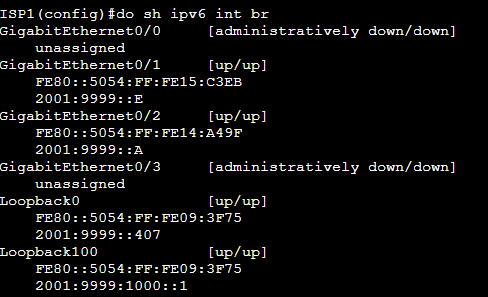 ISP1(config)#do sh ipv6 int br
GigabitEthernet0/0     [administratively down/down]
    unassigned
GigabitEthernet0/1     [up/up]
    FE80::5054:FF:FE15:C3EB
    2001:9999::E
GigabitEthernet0/2     [up/up]
    FE80::5054:FF:FE14:A49F
    2001:9999::A
GigabitEthernet0/3     [administratively down/down]
    unassigned
Loopback0              [up/up]
    FE80::5054:FF:FE09:3F75
    2001:9999::407
Loopback100            [up/up]
    FE80::5054:FF:FE09:3F75
    2001:9999:1000::1